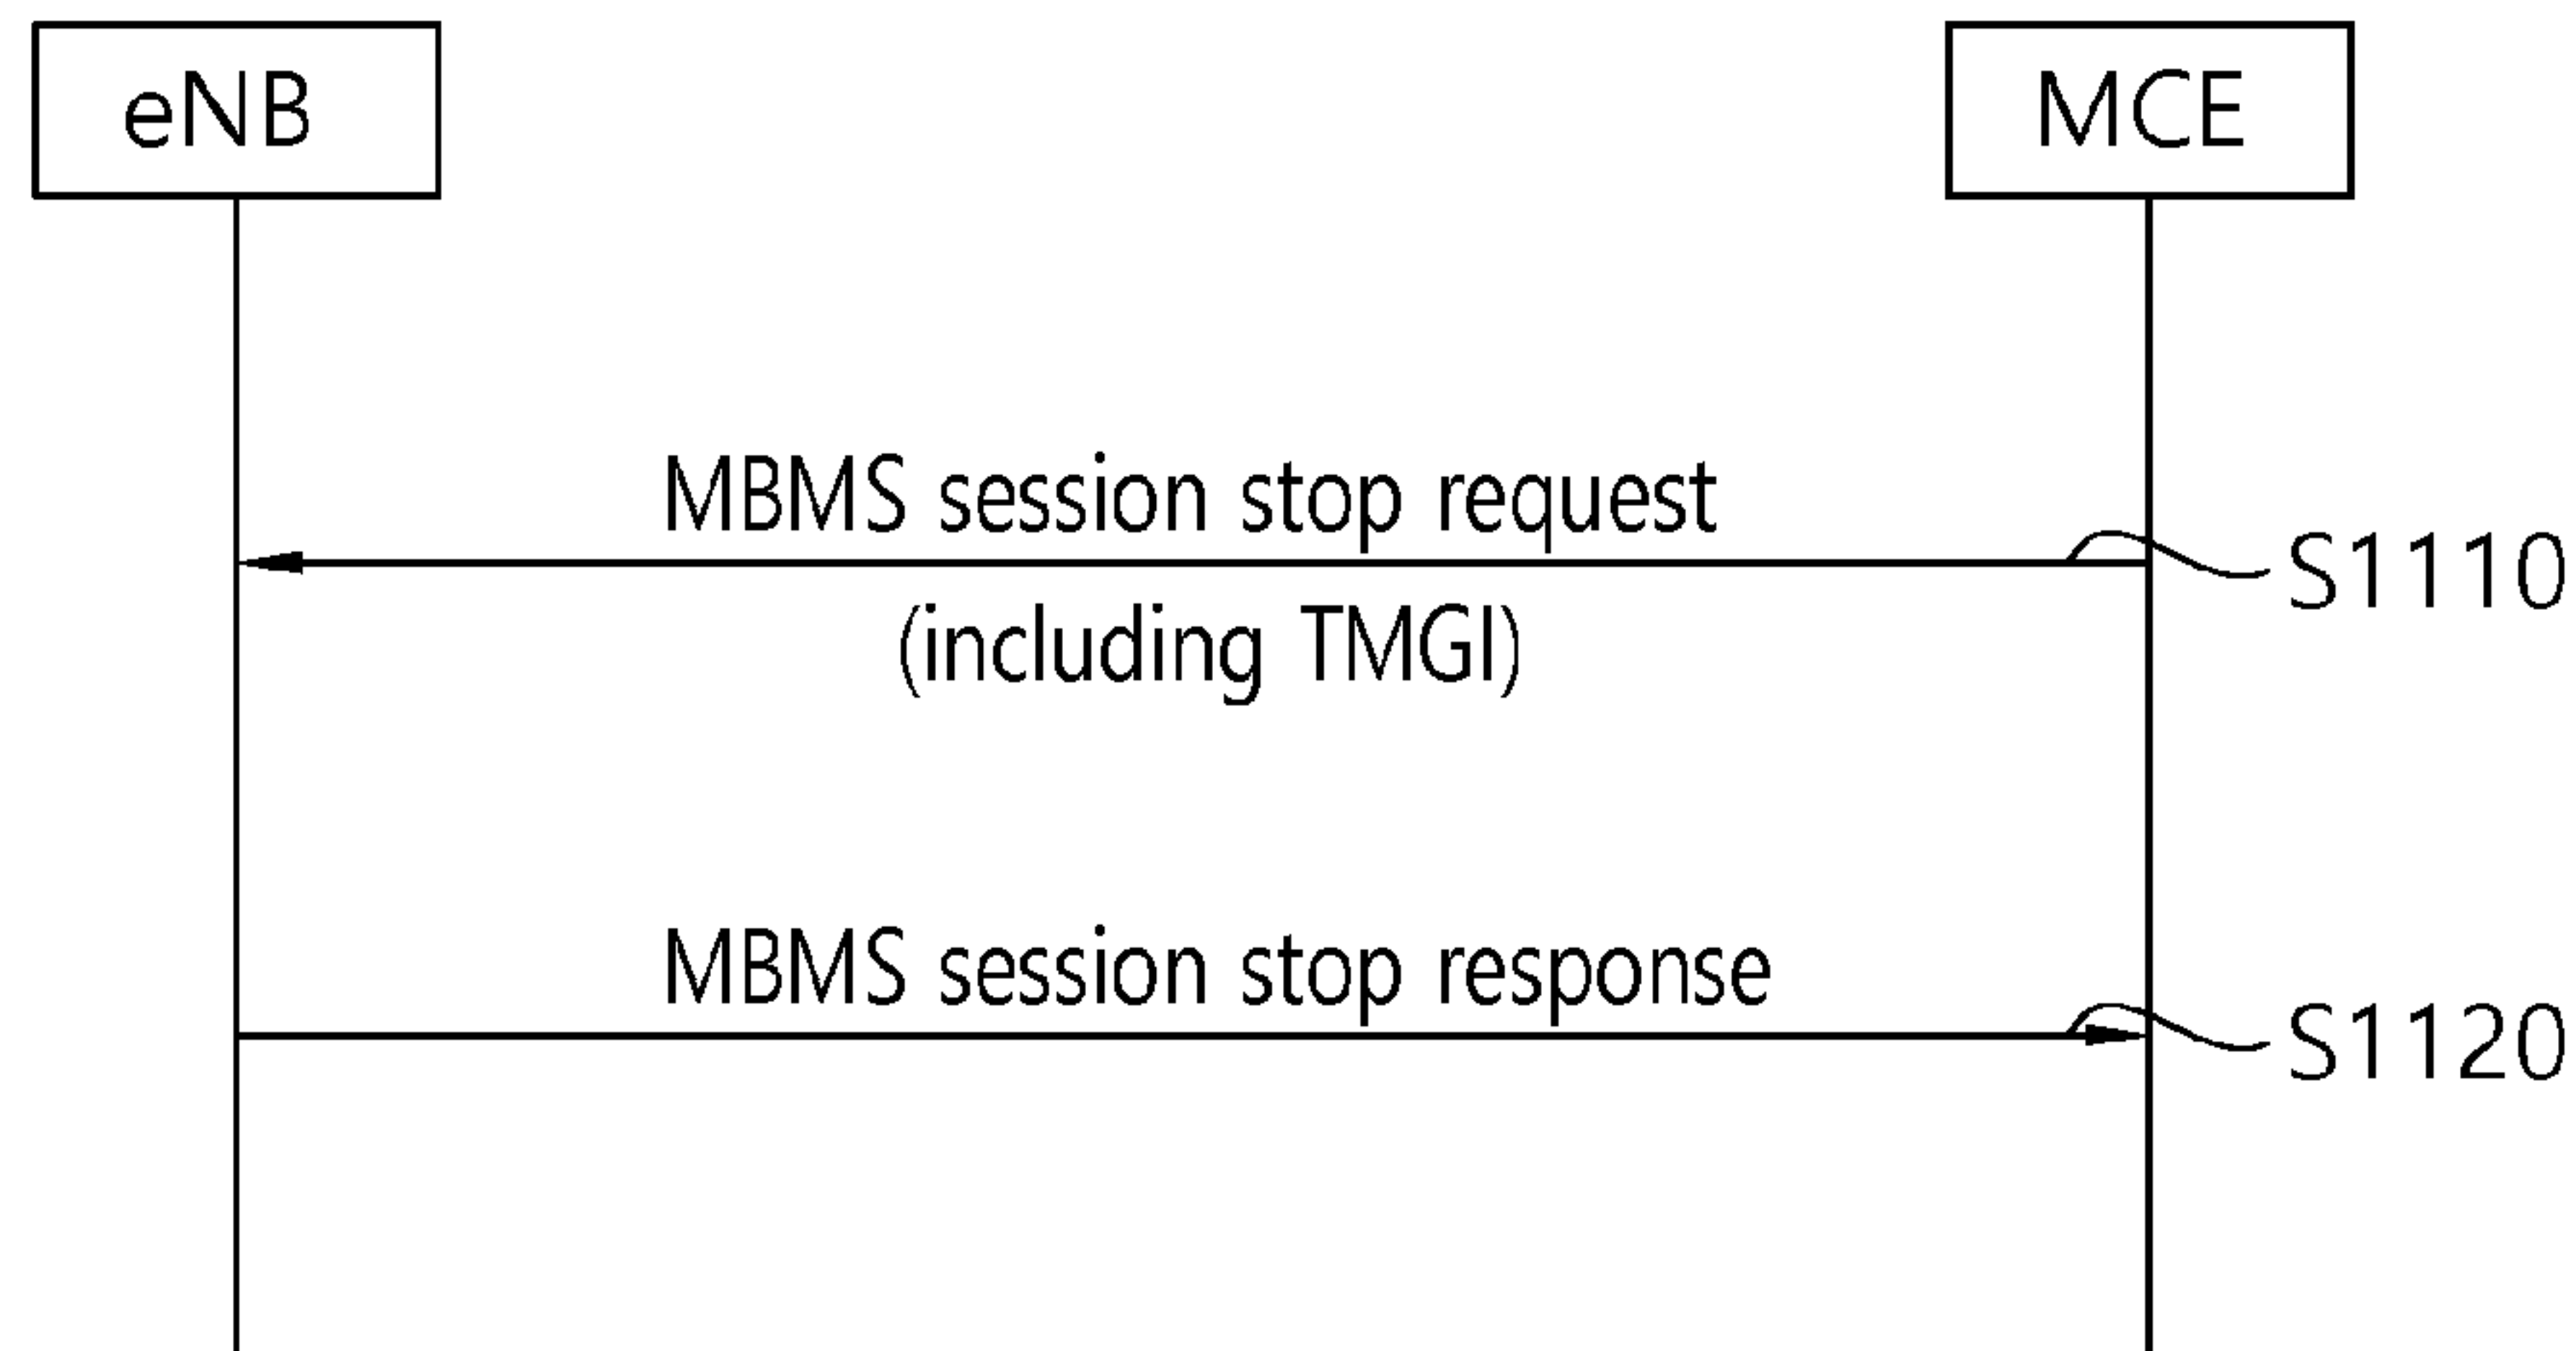 eNB
MCE
MBMS session stop request
S1110
(including TMGI)
MBMS session stop response
S1120